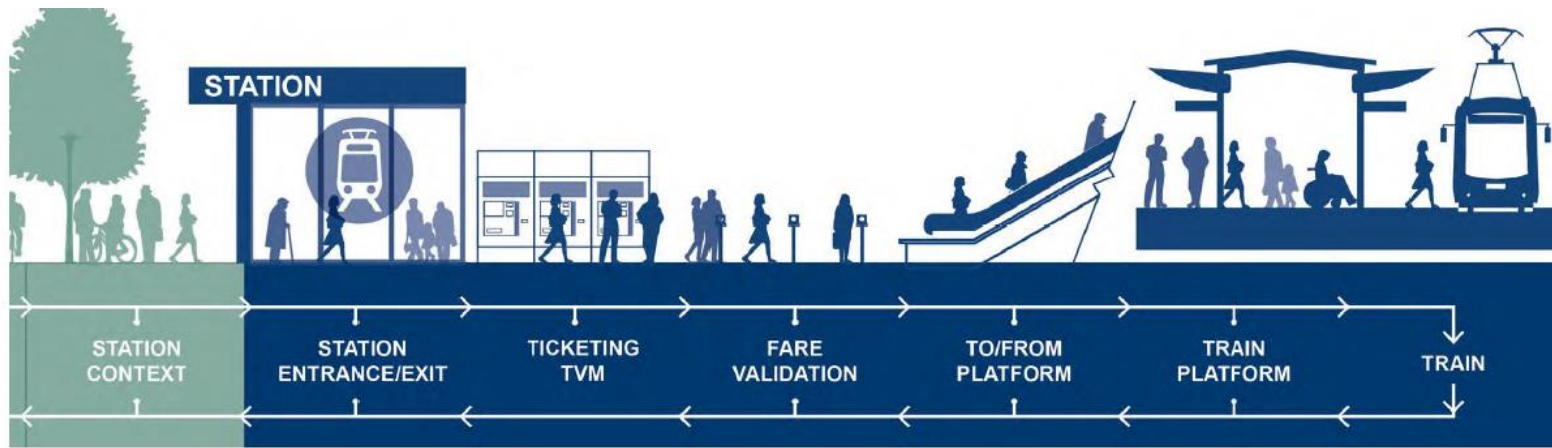 STATION
STATION
CONTEXT
STATION
ENTRANCE/EXIT
TICKETING
TVM
FARE
VALIDATION
TO/FROM
PLATFORM
TRAIN
PLATFORM
TRAIN